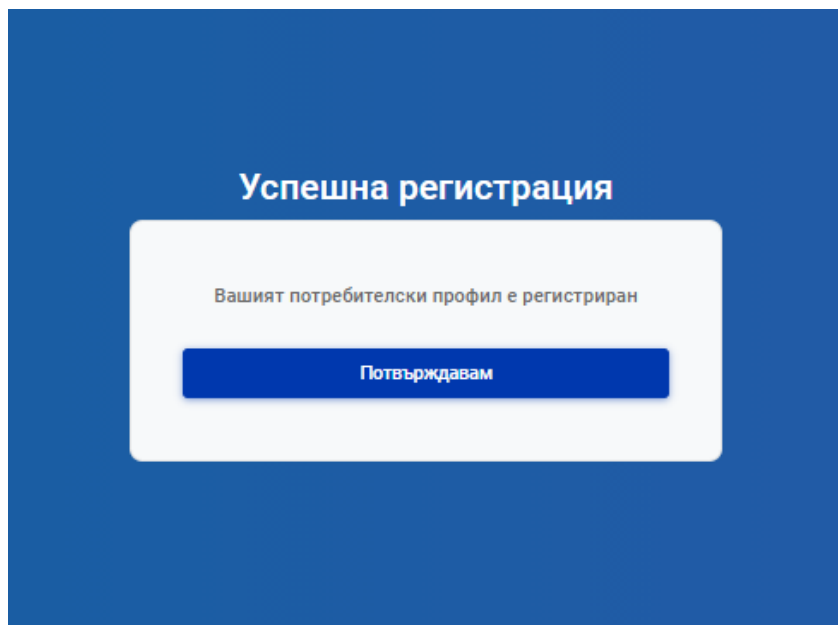 Успешна регистрация
Вашият потребителски профил е регистриран
Потвърждавам